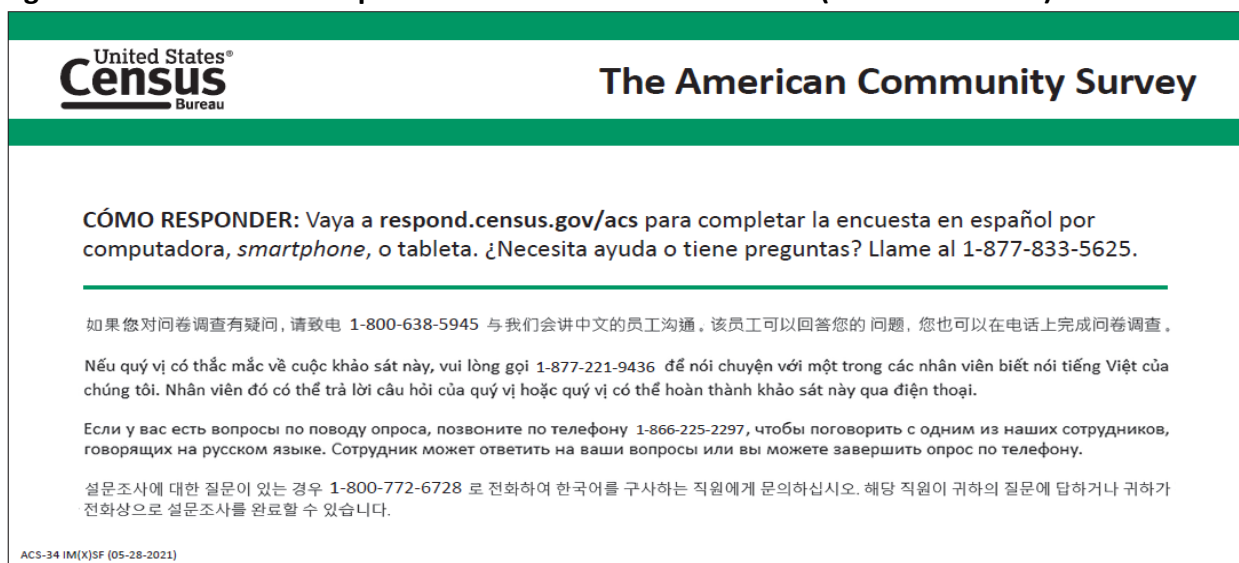 United States®
Census
Bureau
The American Community Survey
CÓMO RESPONDER: Vaya a respond.census.gov/acs para completar la encuesta en español por
computadora, smartphone, o tableta. ¿Necesita ayuda o tiene preguntas? Llame al 1-877-833-5625.
如果您对问卷调查有疑问，请致电 1-800-638-5945 与我们会讲中文的员工沟通。该员工可以回答您的 问题，您也可以在电话上完成问卷调查。
Nếu quý vị có thắc mắc về cuộc khảo sát này, vui lòng gọi 1-877-221-9436 để nói chuyện với một trong các nhân viên biết nói tiếng Việt của
chúng tôi. Nhân viên đó có thể trả lời câu hỏi của quý vị hoặc quý vị có thể hoàn thành khảo sát này qua điện thoại.
Если у вас есть вопросы по поводу опроса, позвоните по телефону 1-866-225-2297, чтобы поговорить с одним из наших сотрудников,
говорящих на русском языке. Сотрудник может ответить на ваши вопросы или вы можете завершить опрос по телефону.
설문조사에 대한 질문이 있는 경우 1-800-772-6728 로 전화하여 한국어를 구사하는 직원에게 문의하십시오. 해당 직원이 귀하의 질문에 답하거나 귀하가
전화상으로 설문조사를 완료할 수 있습니다.
ACS-34 IM(X)SF (05-28-2021)